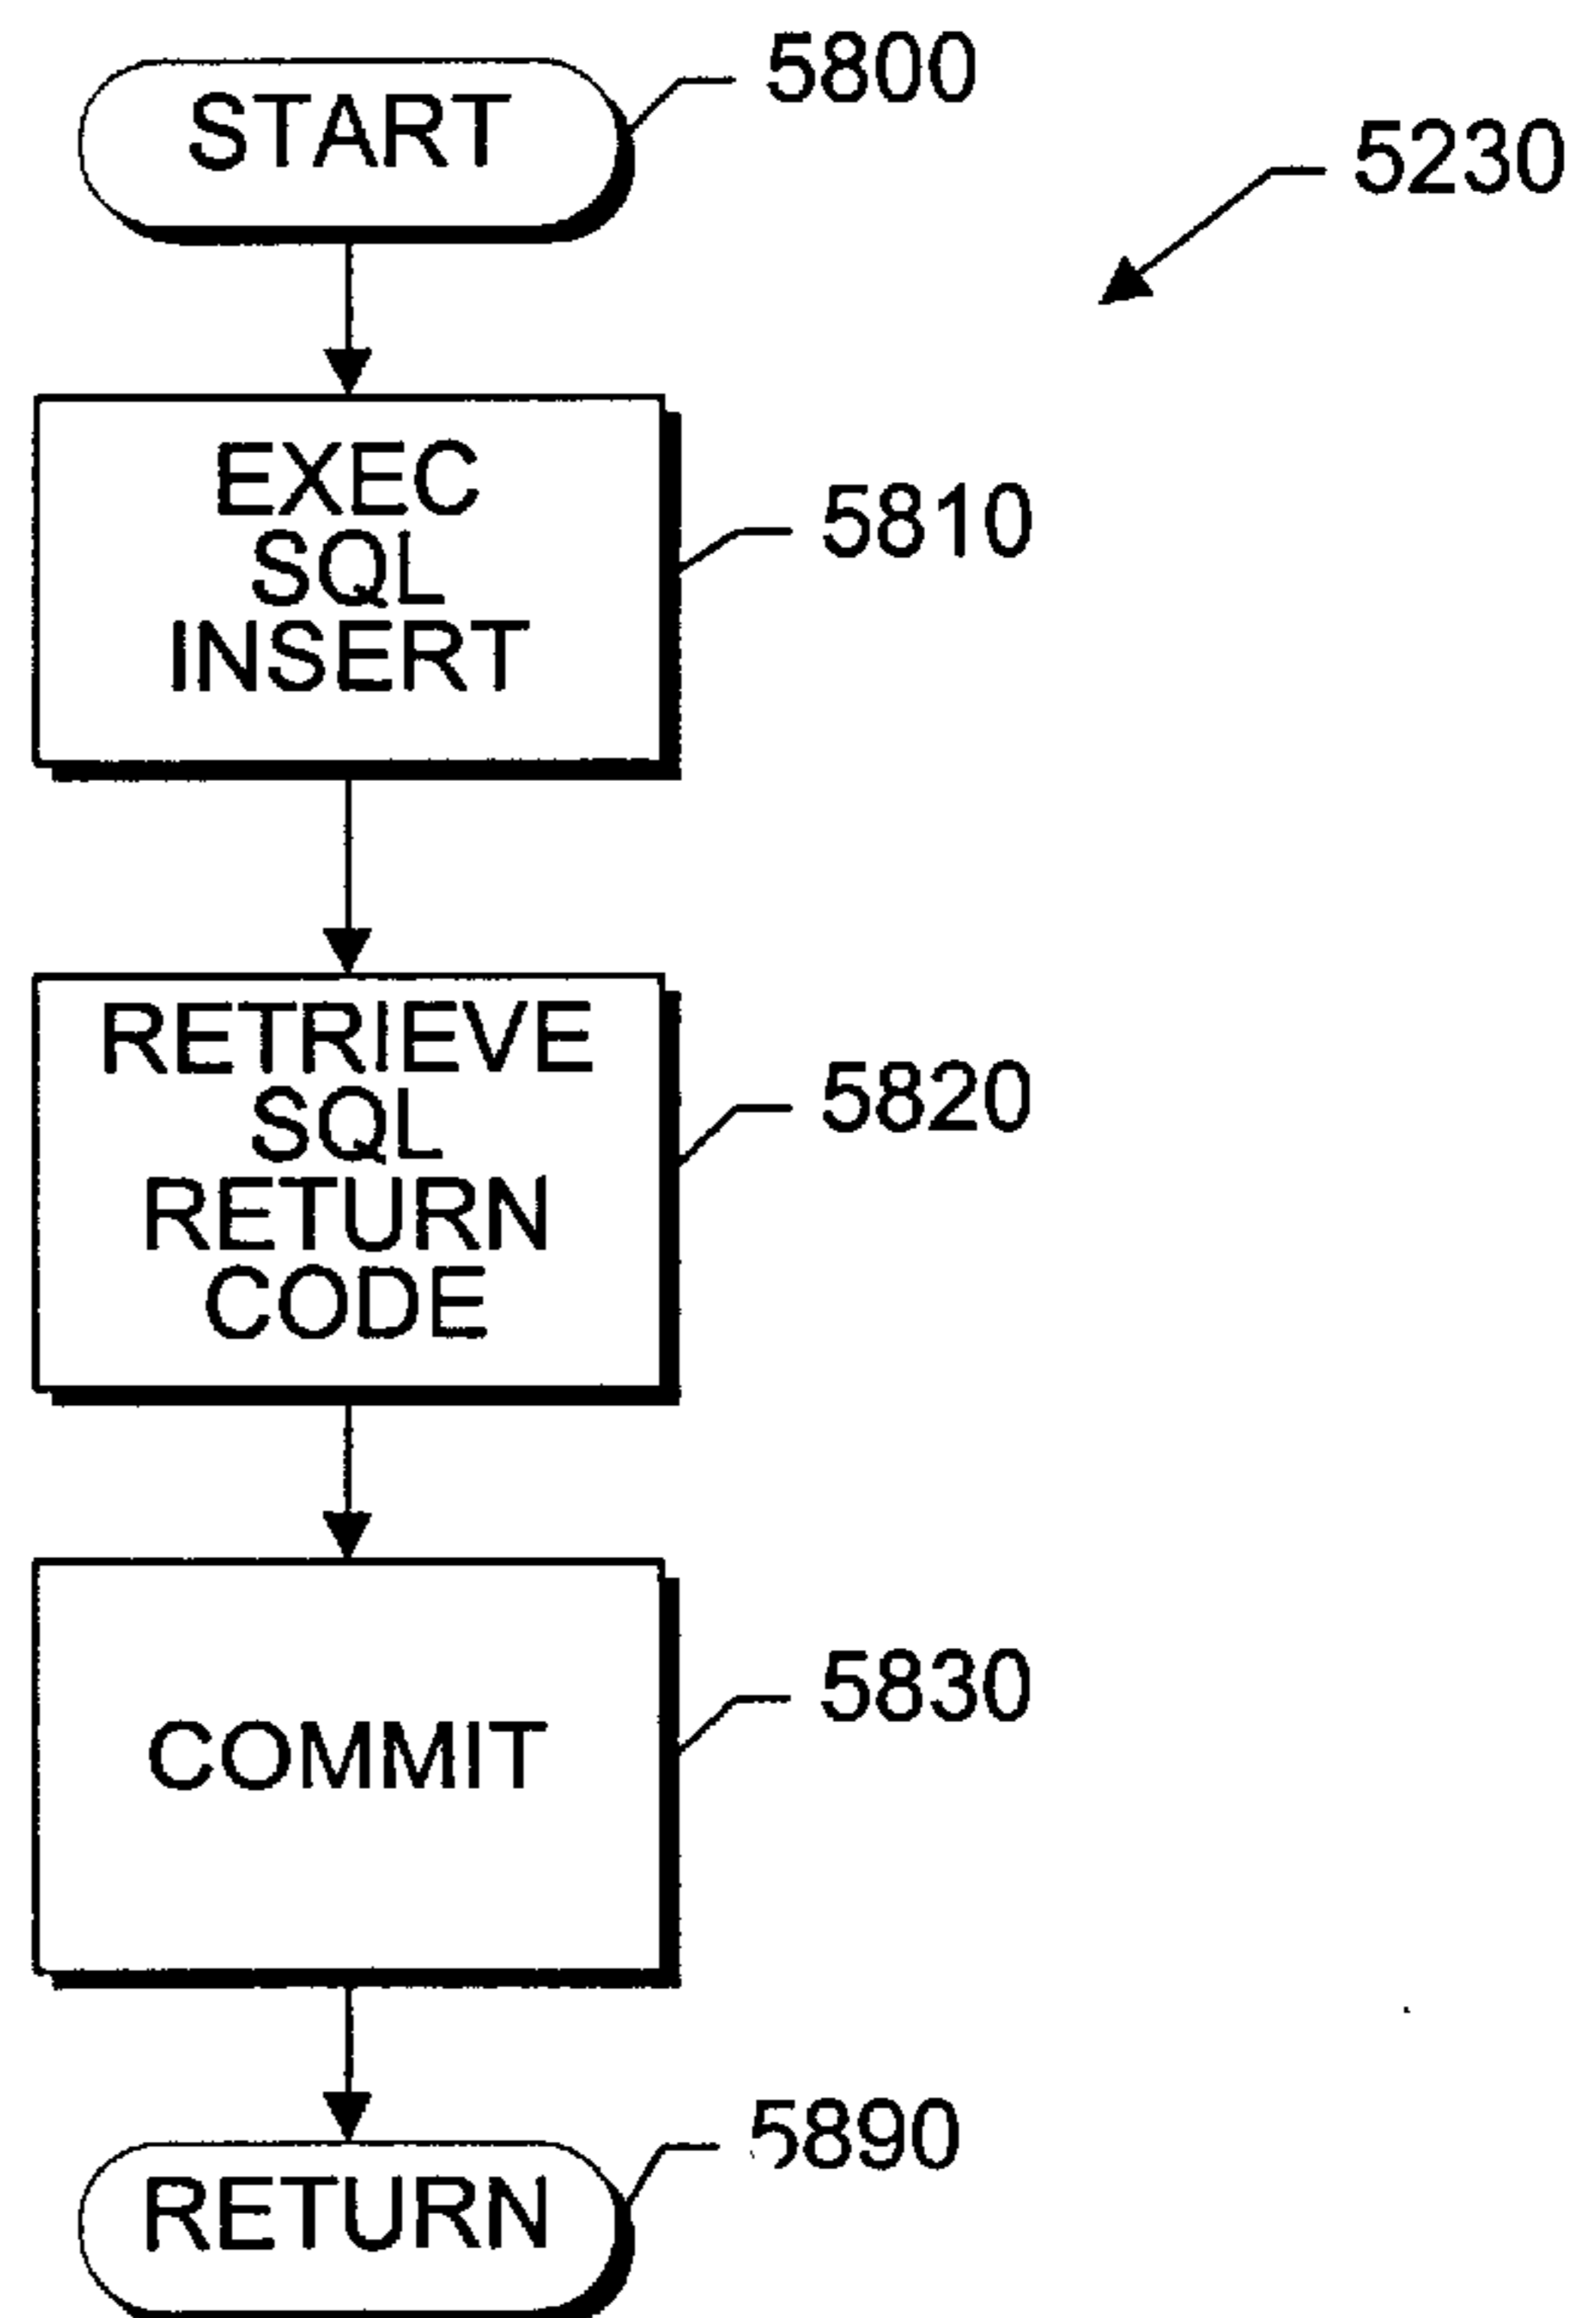 START
5800
5230
EXEC
SQL
INSERT
5810
RETRIEVE
SQL
RETURN
CODE
5820
COMMIT
5830
RETURN
5890